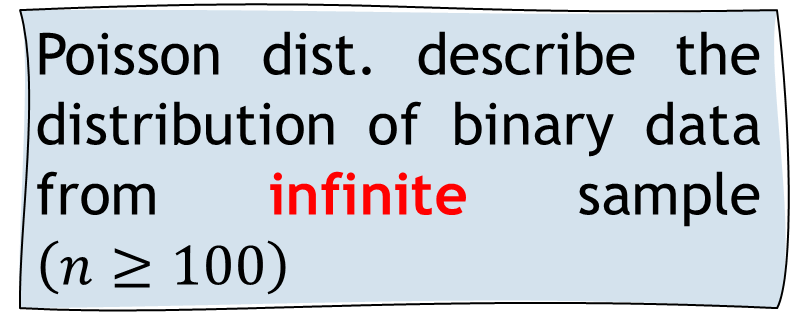 Poisson dist. describe the
distribution of binary data
from infinite sample
(n ≥ 100)